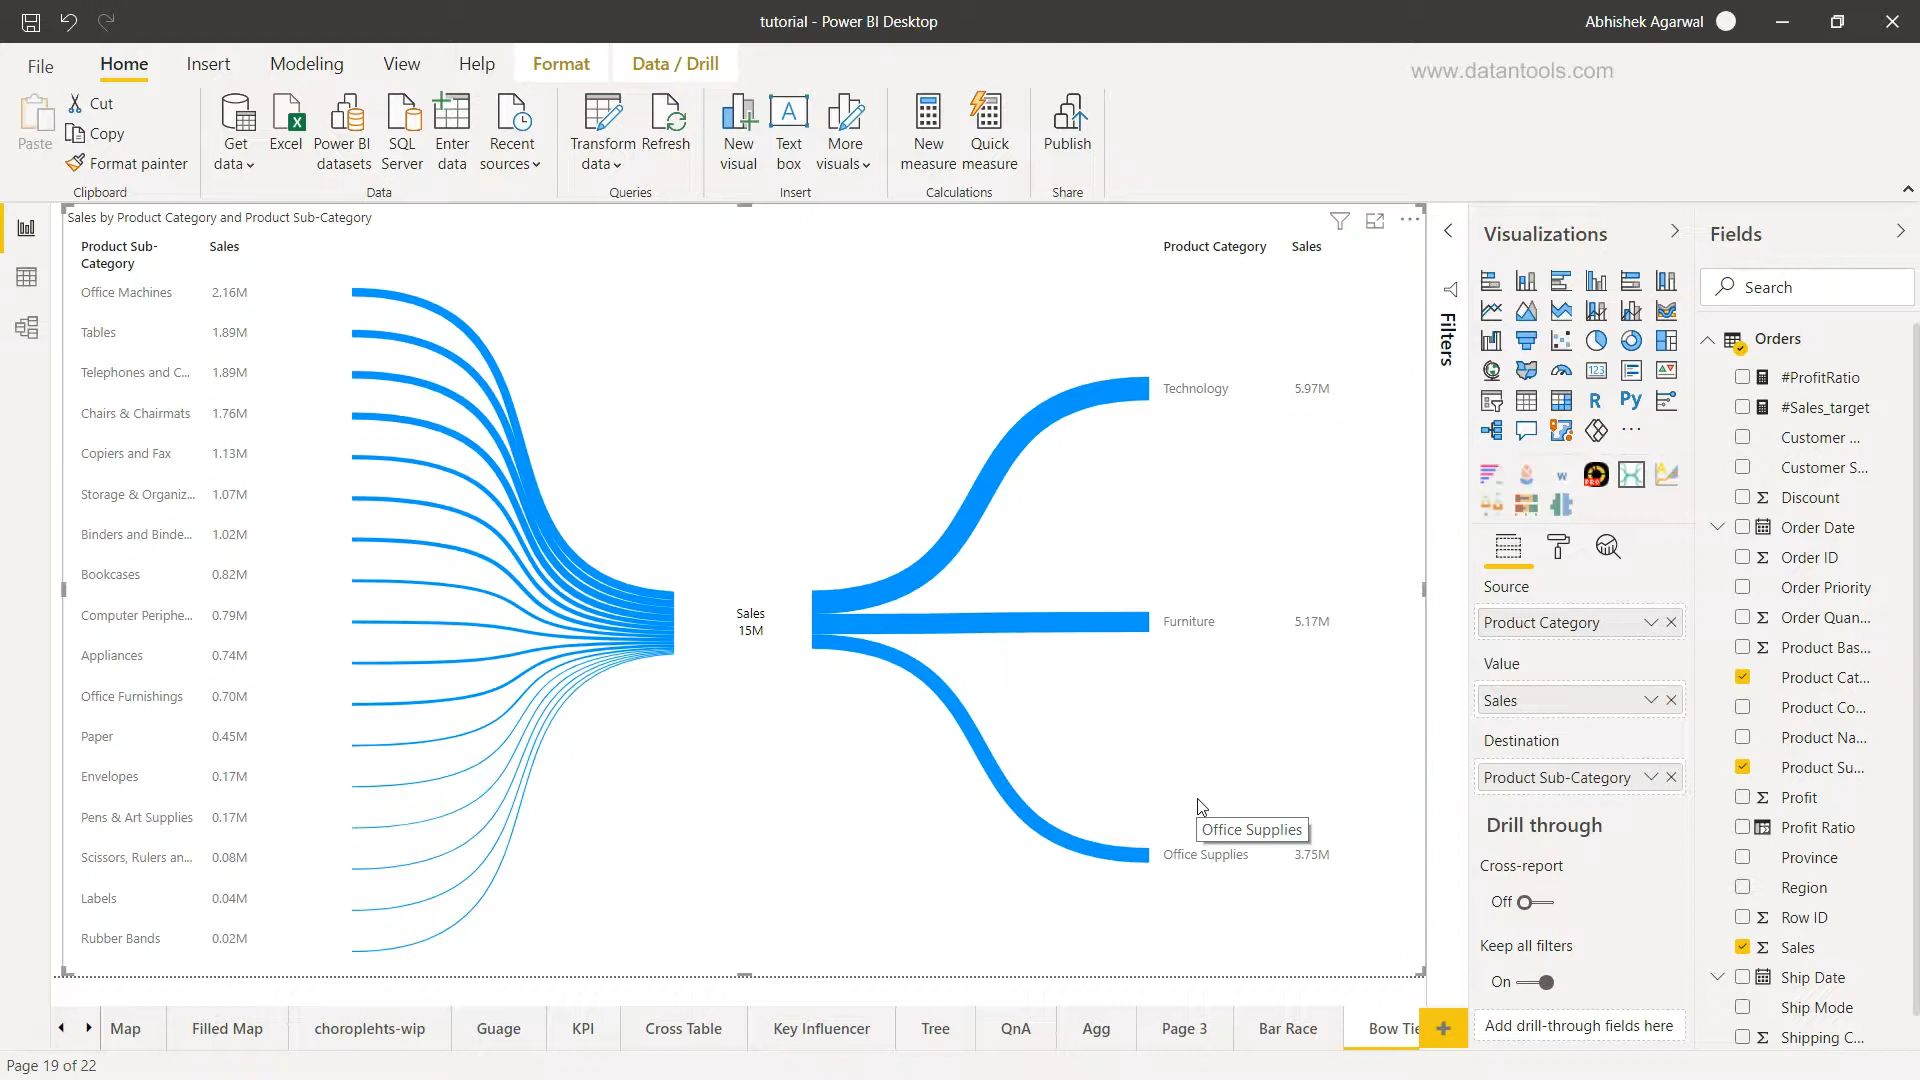 tutorial - Power BI Desktop
Abhishek Agarwal
File
Home
Insert
Modeling
View
Help
Format
Data / Drill
www.datantools.com
Paste
Cut
Copy
Format painter
Clipboard
Get data
Excel
Power BI datasets
SQL Server
Enter data
Recent sources
Data
Transform data
Refresh
Queries
New visual
Text box
More visuals
Insert
New measure
Quick measure
Calculations
Publish
Share
Sales by Product Category and Product Sub-Category
Product Sub-
Category
Sales
Office Machines 2.16M
Tables 1.89M
Telephones and C... 1.89M
Chairs & Chairmats 1.76M
Copiers and Fax 1.13M
Storage & Organiz... 1.07M
Binders and Binde... 1.02M
Bookcases 0.82M
Computer Periphe... 0.79M
Appliances 0.74M
Office Furnishings 0.70M
Paper 0.45M
Envelopes 0.17M
Pens & Art Supplies 0.17M
Scissors, Rulers an... 0.08M
Labels 0.04M
Rubber Bands 0.02M
Sales
15M
Product Category Sales
Technology 5.97M
Furniture 5.17M
Office Supplies
Office Supplies 3.75M
Filters
Visualizations
123
R
Py
...
W
PRO
Source
Product Category
Value
Sales
Destination
Product Sub-Category
Drill through
Cross-report
Off
Keep all filters
On
Add drill-through fields here
Fields
Search
Orders
#ProfitRatio
#Sales_target
Customer ...
Customer S...
Σ Discount
Order Date
Σ Order ID
Order Priority
Σ Order Quan...
Σ Product Bas...
Product Cat...
Product Co...
Product Na...
Product Su...
Σ Profit
Profit Ratio
Province
Region
Σ Row ID
Σ Sales
Ship Date
Ship Mode
Σ Shipping C...
Map
Filled Map
choroplehts-wip
Guage
KPI
Cross Table
Key Influencer
Tree
QnA
Agg
Page 3
Bar Race
Bow Tie
Page 19 of 22